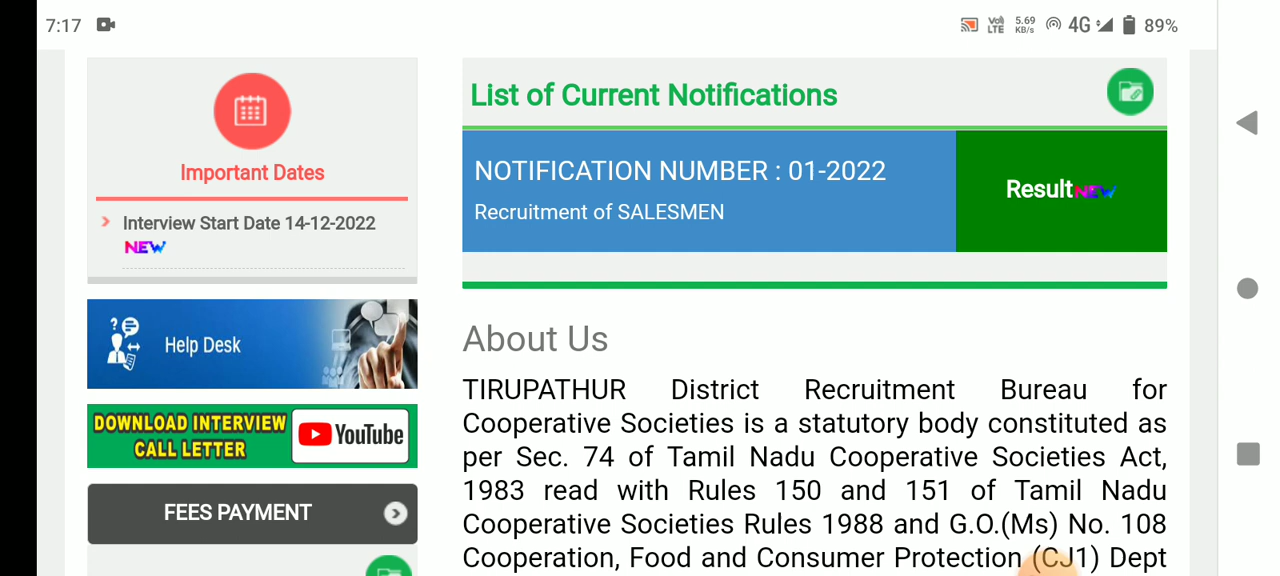 7:17
Vo)
LTE
5.69
KB/s
4G
89%
Important Dates
Interview Start Date 14-12-2022
NEW
Help Desk
DOWNLOAD INTERVIEW
CALL LETTER
YouTube
FEES PAYMENT
List of Current Notifications
NOTIFICATION NUMBER : 01-2022
Recruitment of SALESMEN
Result NEW
About Us
TIRUPATHUR District Recruitment Bureau for
Cooperative Societies is a statutory body constituted as
per Sec. 74 of Tamil Nadu Cooperative Societies Act,
1983 read with Rules 150 and 151 of Tamil Nadu
Cooperative Societies Rules 1988 and G.O.(Ms) No. 108
Cooperation, Food and Consumer Protection (CJ1) Dept